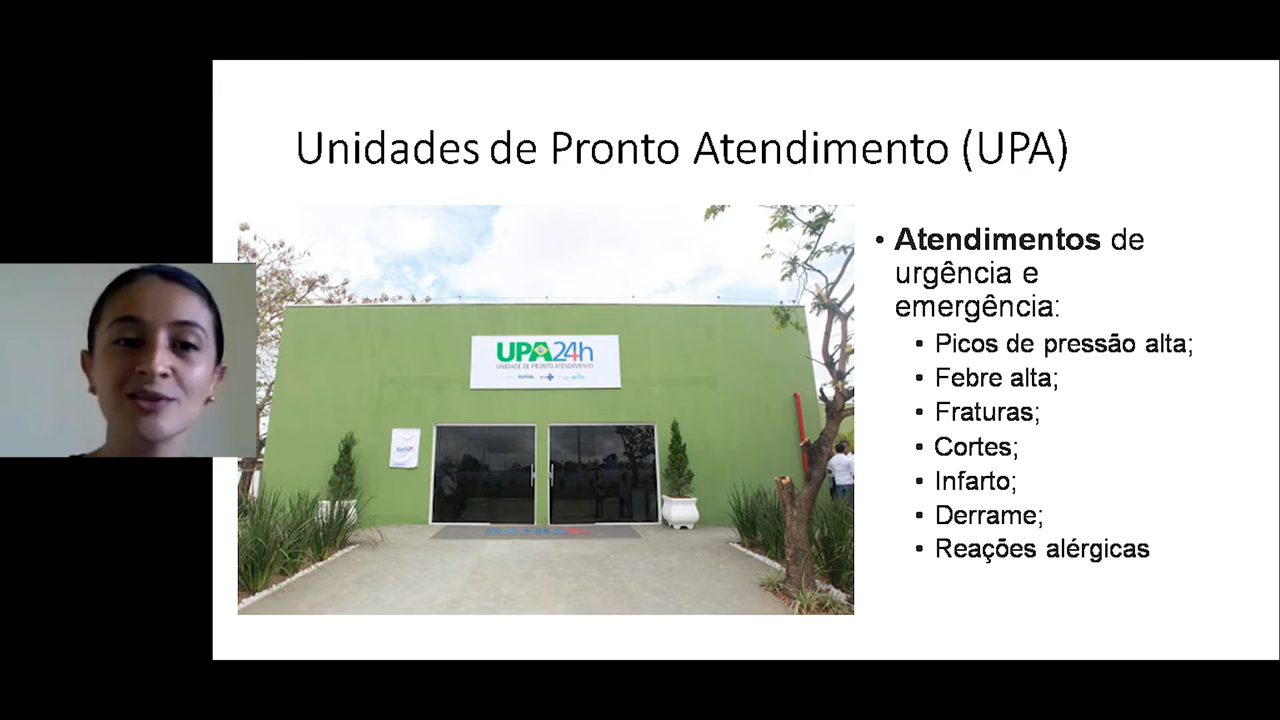 Unidades de Pronto Atendimento (UPA)
UPA24h
UNIDADE DE PRONTO ATENDIMENTO
• Atendimentos de
urgência e
emergência:
• Picos de pressão alta;
• Febre alta;
• Fraturas;
• Cortes;
• Infarto;
• Derrame;
• Reações alérgicas